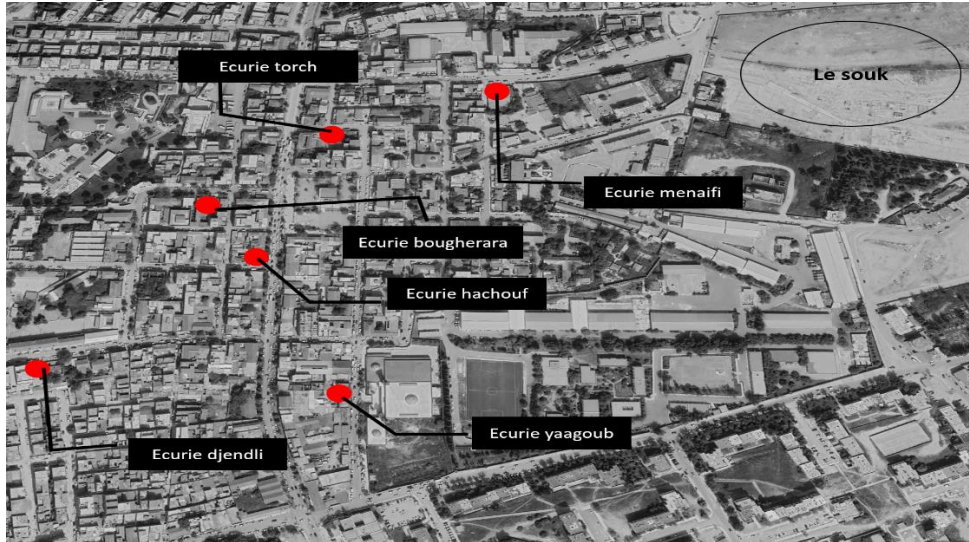 Ecurie torch
Le souk
Ecurie menaifi
Ecurie bougherara
Ecurie hachouf
Ecurie yaagoub
Ecurie djendli